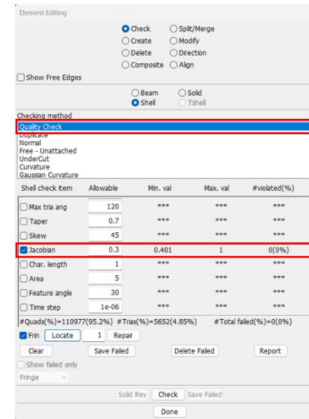 Element Editing
Check Split/Merge
Create Modify
Delete Direction
Composite Align
Show Free Edges
Beam Solid
Shell Tshell
Checking method
Quality Check
Duplicate
Normal
Free - Unattached
UnderCut
Curvature
Gaussian Curvature
Shell check item Allowable Min. val Max. val #violated(%)
Max tria ang 120 *** *** ***
Taper 0.7 *** *** ***
Skew 45 *** *** ***
Jacobian 0.3 0.401 1 0(0%)
Char. length 1 *** *** ***
Area 5 *** *** ***
Feature angle 30 *** *** ***
Time step 1e-06 *** *** ***
#Quads(%)=110977(95.2%) #Trias(%)=5652(4.85%) #Total failed(%)=0(0%)
Frin Locate 1 Repair
Clear Save Failed Delete Failed Report
Show failed only
Fringe
Solid Rev Check Save Failed
Done